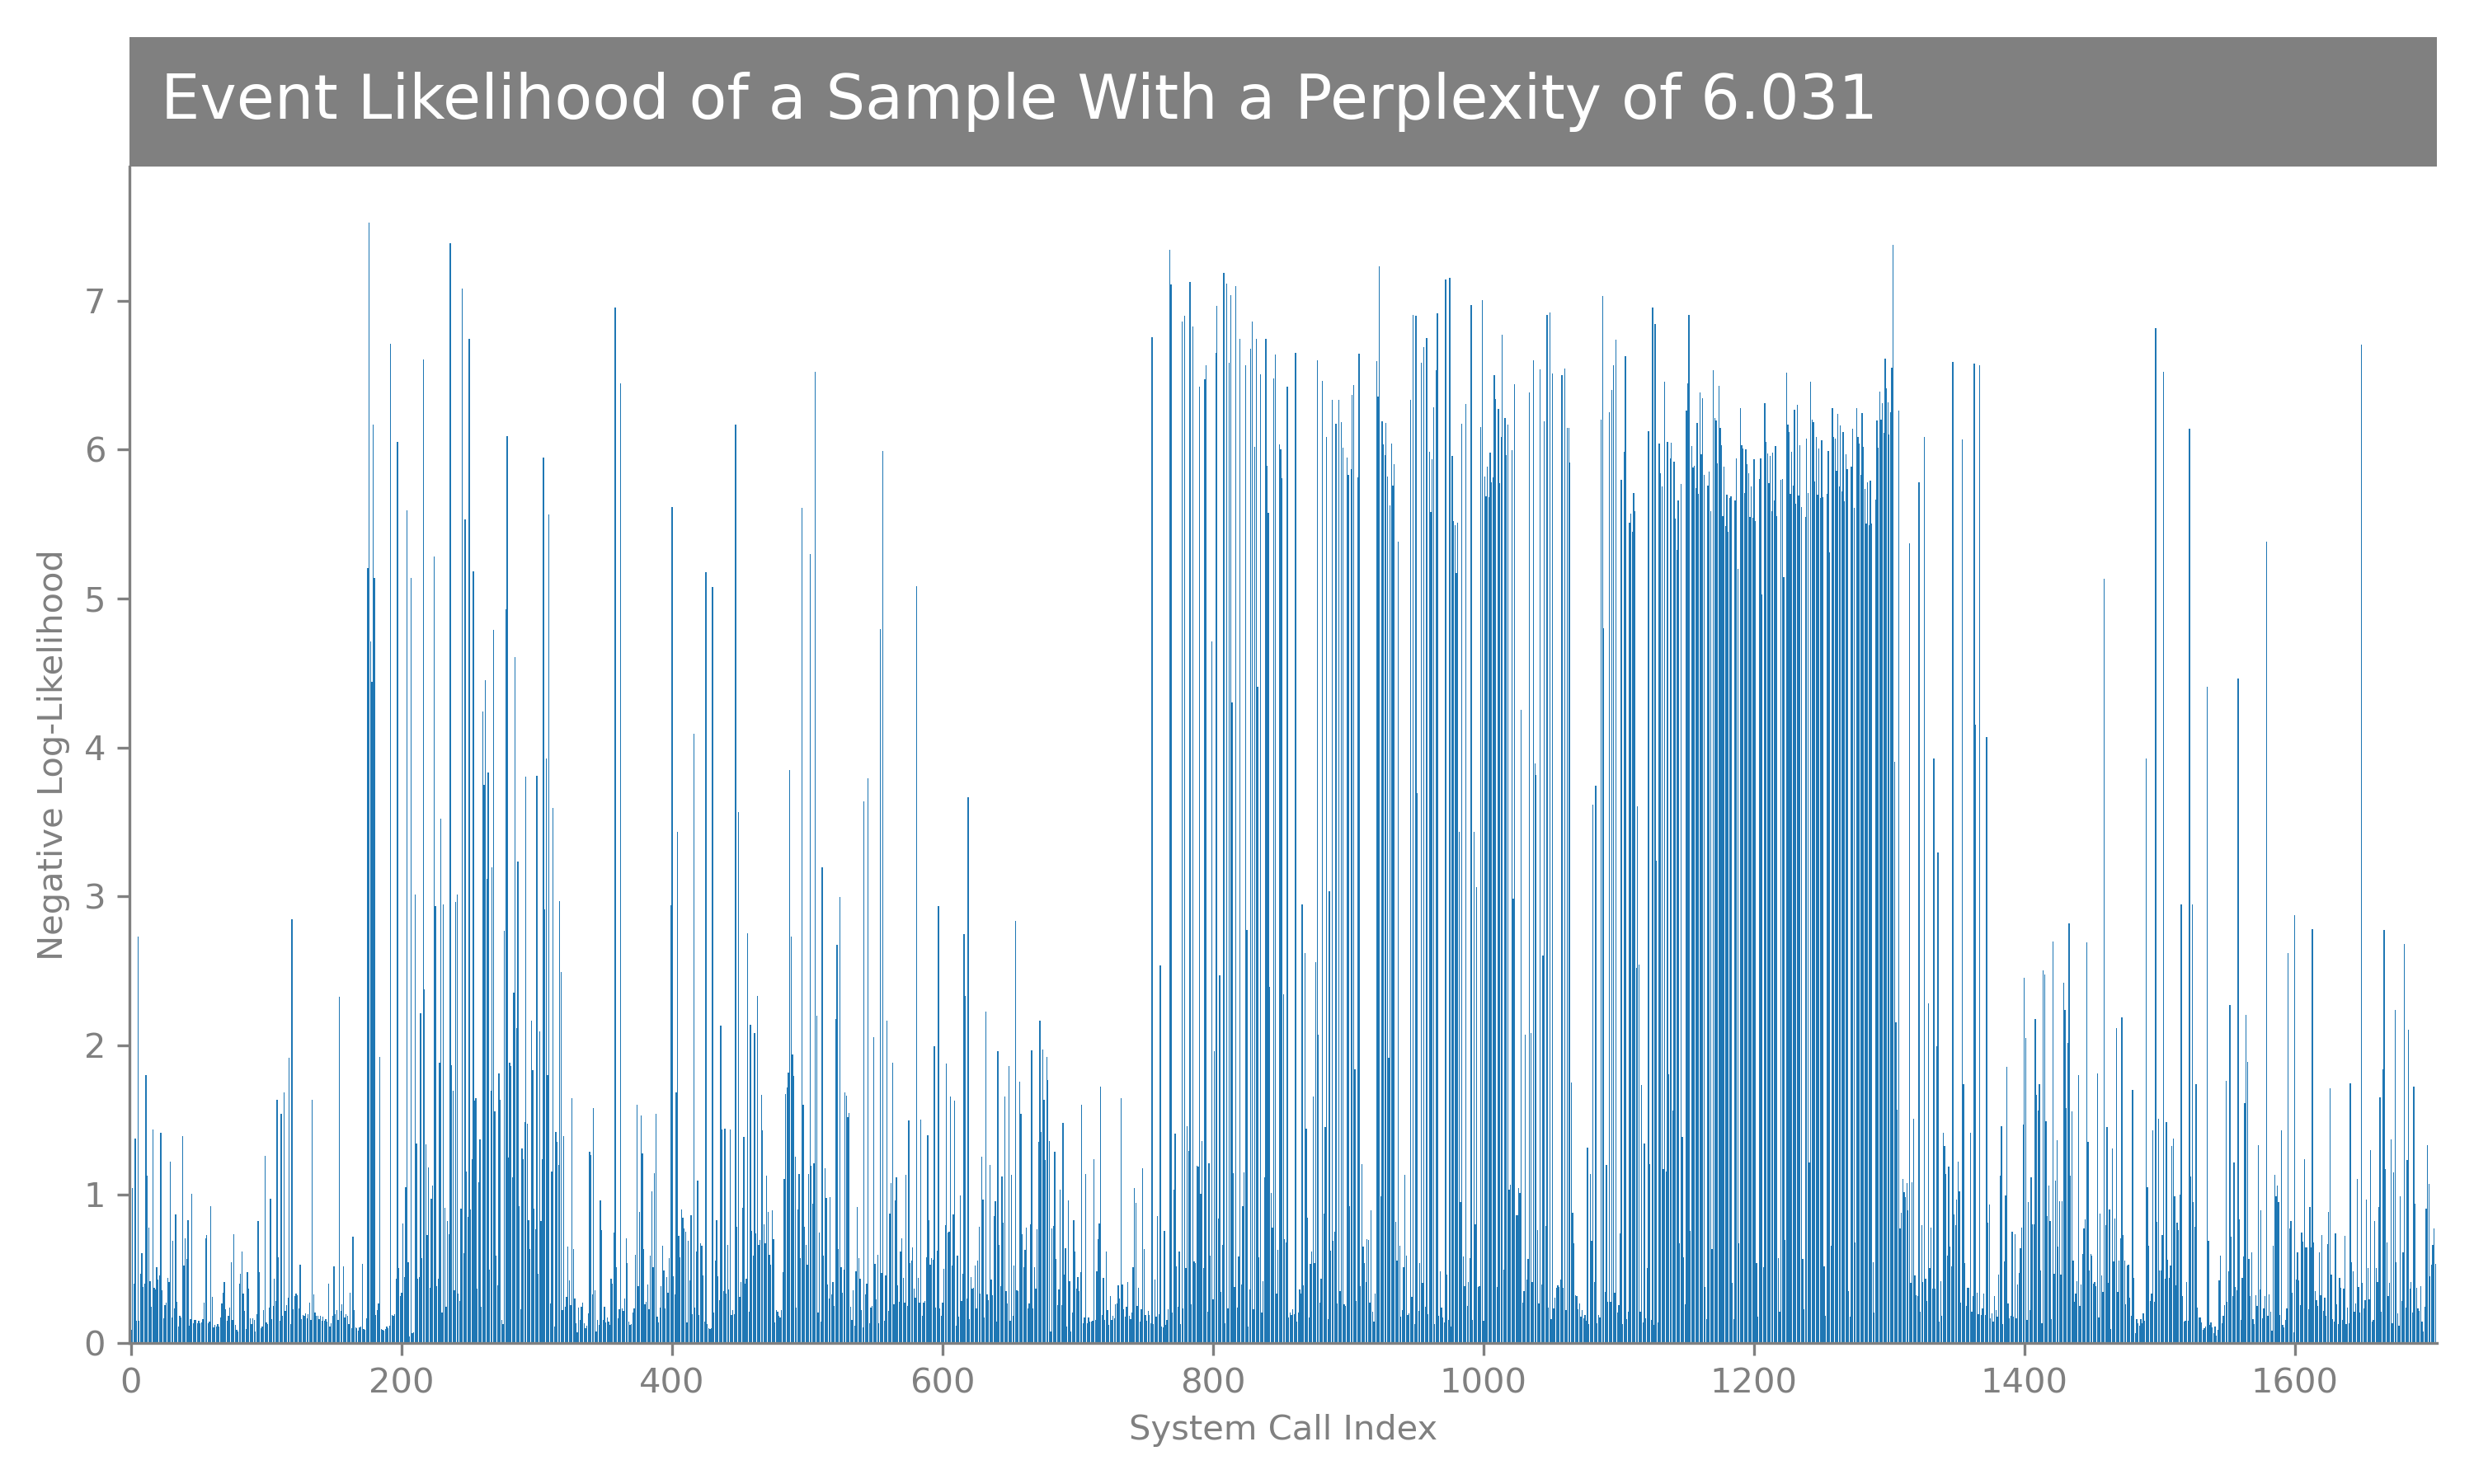 Event Likelihood of a Sample With a Perplexity of 6.031
Negative Log-Likelihood
7
6
5
4
3
2
1
0
0 200 400 600 800 1000 1200 1400 1600
System Call Index